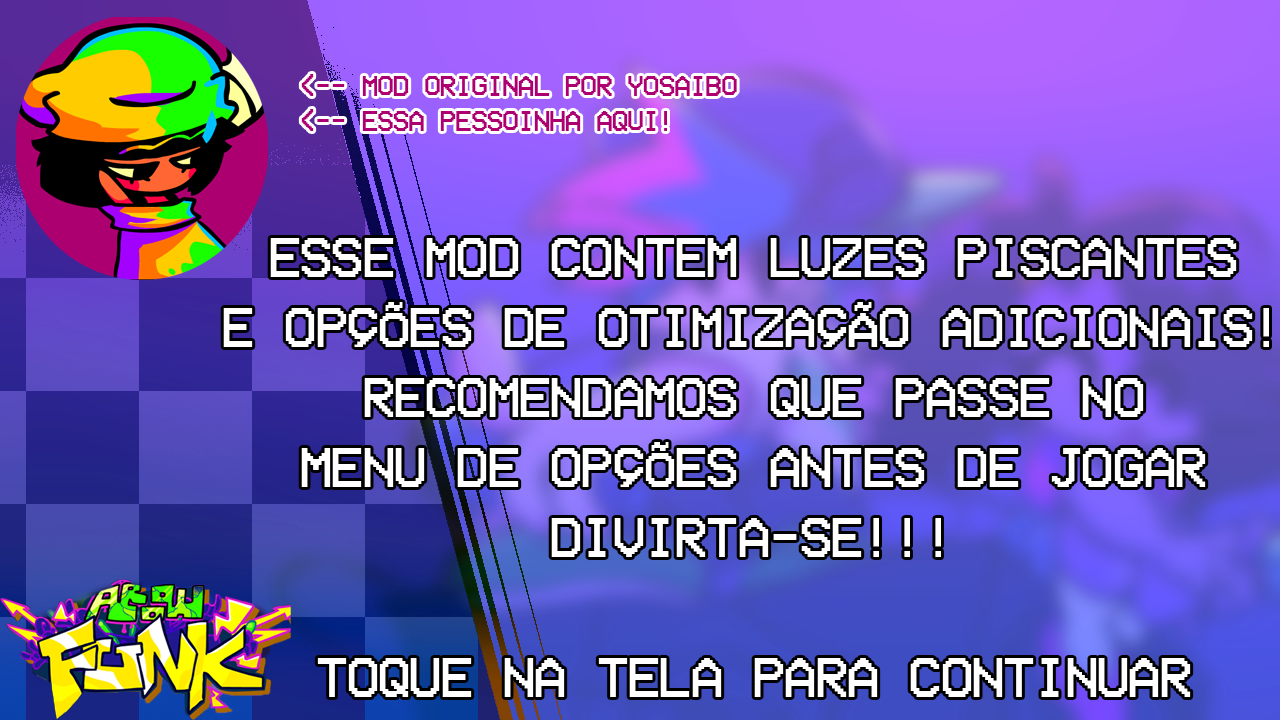 <-- MOD ORIGINAL POR YOSAIBO
<-- ESSA PESSOINHA AQUI!
ESSE MOD CONTEM LUZES PISCANTES
E OPÇÕES DE OTIMIZAÇÃO ADICIONAIS!
RECOMENDAMOS QUE PASSE NO
MENU DE OPÇÕES ANTES DE JOGAR
DIVIRTA-SE!!!
FUNK
TOQUE NA TELA PARA CONTINUAR